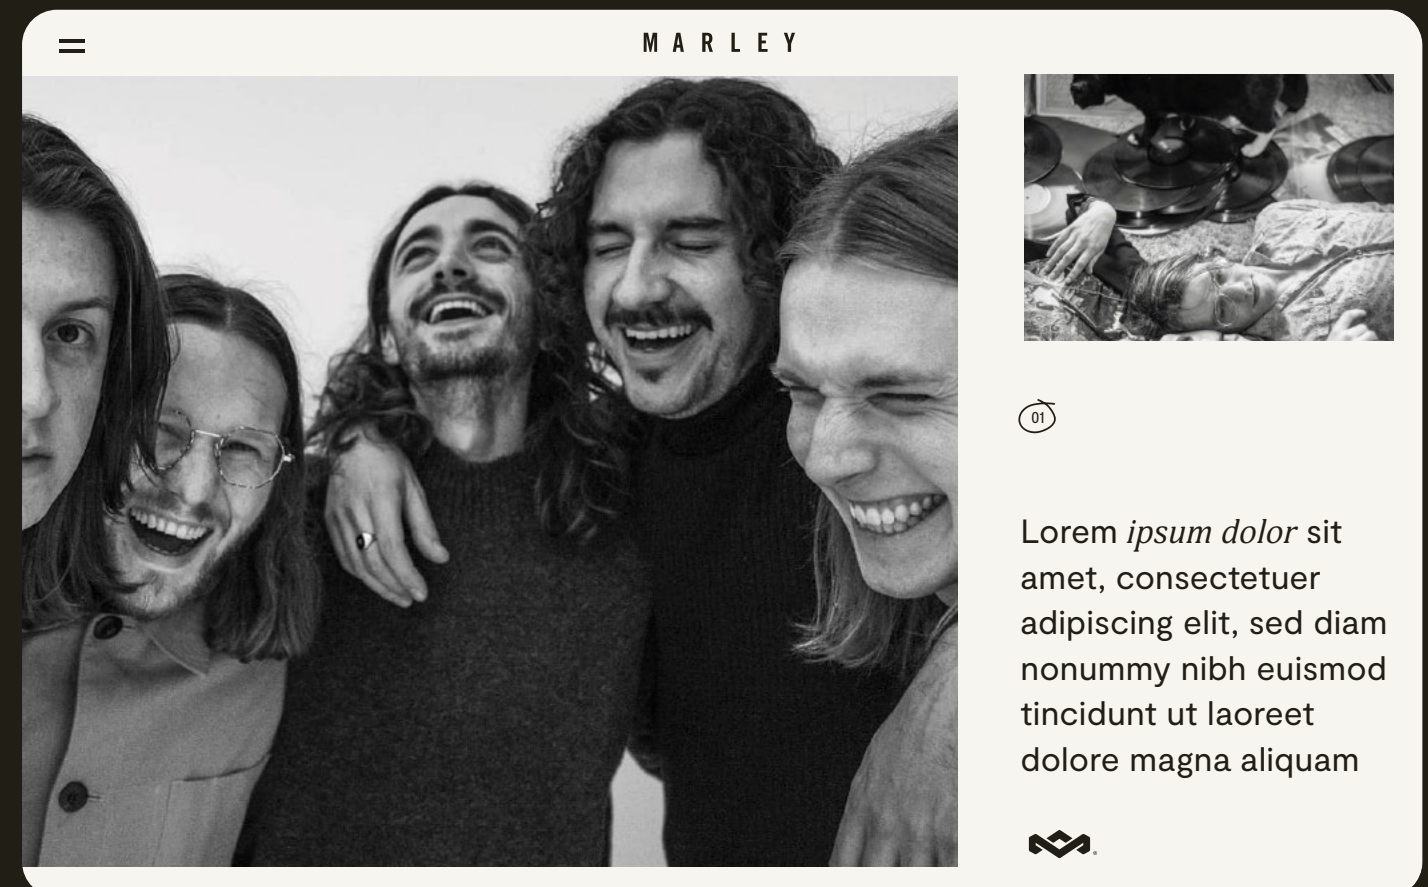 MARLEY
01
Lorem ipsum dolor sit
amet, consectetuer
adipiscing elit, sed diam
nonummy nibh euismod
tincidunt ut laoreet
dolore magna aliquam